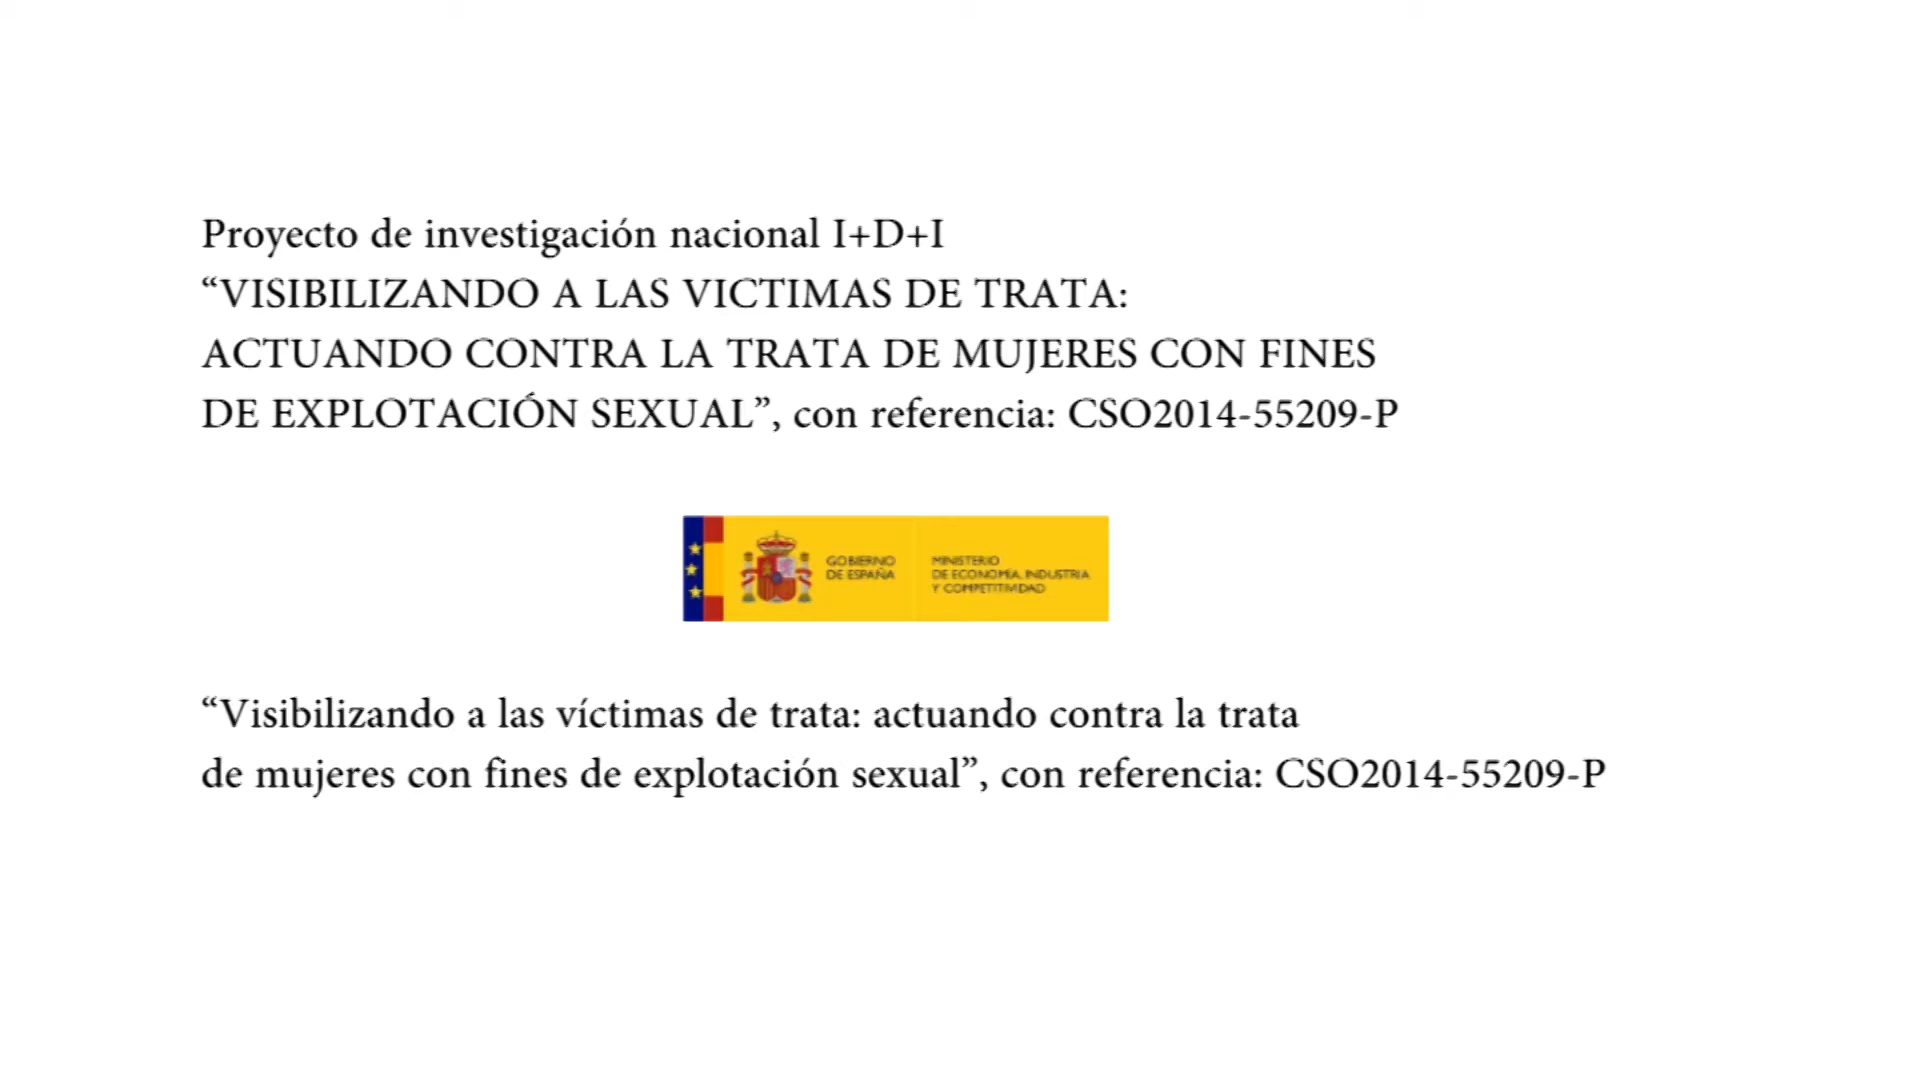 Proyecto de investigación nacional I+D+I
“VISIBILIZANDO A LAS VICTIMAS DE TRATA:
ACTUANDO CONTRA LA TRATA DE MUJERES CON FINES
DE EXPLOTACIÓN SEXUAL”, con referencia: CSO2014-55209-P
GOBIERNO
DE ESPAÑA
MINISTERIO
DE ECONOMÍA, INDUSTRIA
Y COMPETITIVIDAD
“Visibilizando a las víctimas de trata: actuando contra la trata
de mujeres con fines de explotación sexual”, con referencia: CSO2014-55209-P